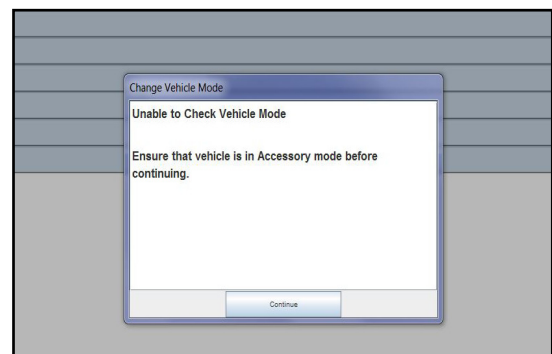 Change Vehicle Mode
Unable to Check Vehicle Mode
Ensure that vehicle is in Accessory mode before
continuing.
Continue